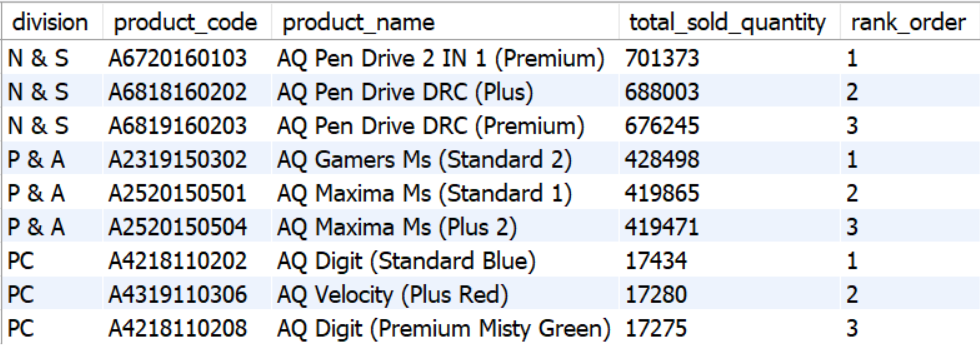 division product_code product_name total_sold_quantity rank_order
N & S A6720160103 AQ Pen Drive 2 IN 1 (Premium) 701373 1
N & S A6818160202 AQ Pen Drive DRC (Plus) 688003 2
N & S A6819160203 AQ Pen Drive DRC (Premium) 676245 3
P & A A2319150302 AQ Gamers Ms (Standard 2) 428498 1
P & A A2520150501 AQ Maxima Ms (Standard 1) 419865 2
P & A A2520150504 AQ Maxima Ms (Plus 2) 419471 3
PC A4218110202 AQ Digit (Standard Blue) 17434 1
PC A4319110306 AQ Velocity (Plus Red) 17280 2
PC A4218110208 AQ Digit (Premium Misty Green) 17275 3